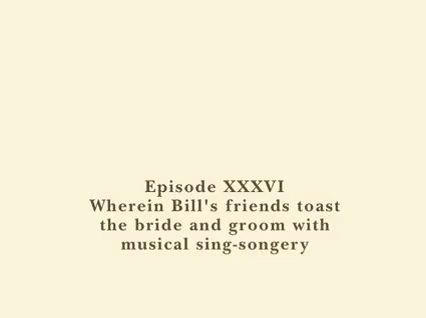 Episode XXXVI
Wherein Bill's friends toast
the bride and groom with
musical sing-songery